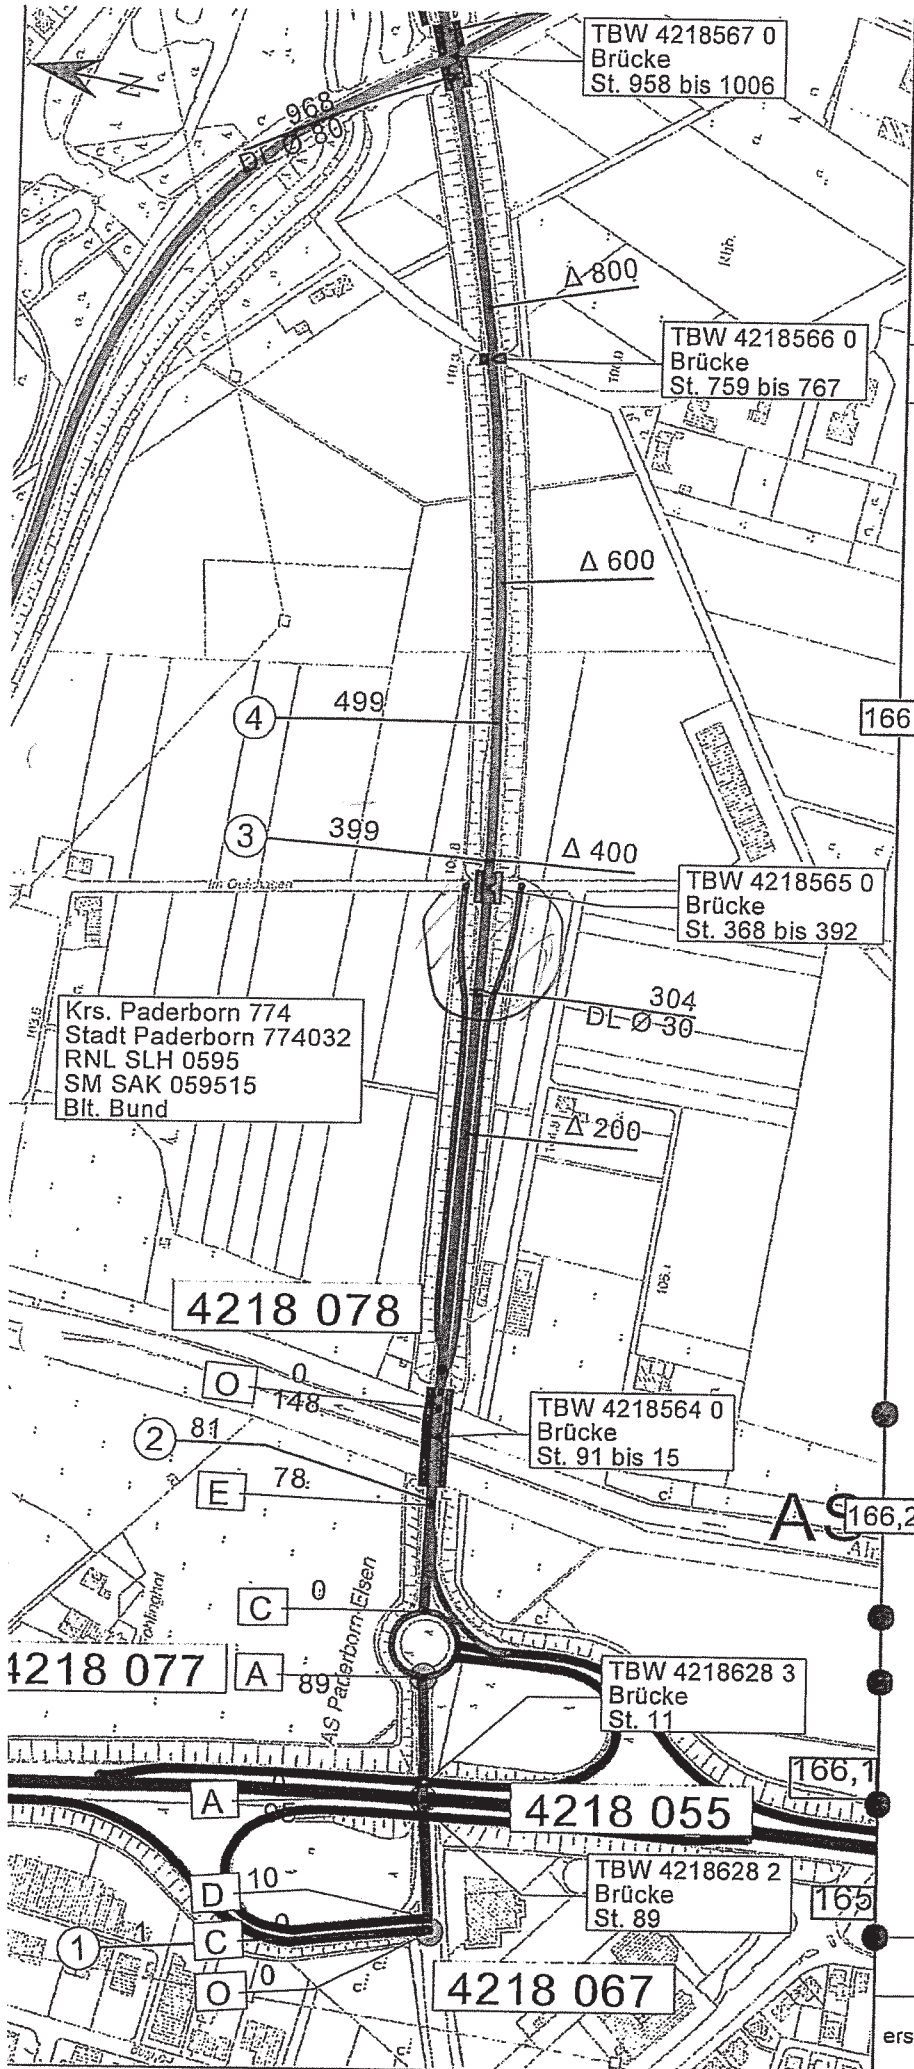 TBW 4218567 0
Brücke
St. 958 bis 1006
N
968
DL Ø 80
Δ 800
TBW 4218566 0
Brücke
St. 759 bis 767
Δ 600
4
499
166
3
399
Δ 400
TBW 4218565 0
Brücke
St. 368 bis 392
304
DL Ø 30
Krs. Paderborn 774
Stadt Paderborn 774032
RNL SLH 0595
SM SAK 059515
Blt. Bund
Δ 200
4218 078
O
0
148
TBW 4218564 0
Brücke
St. 91 bis 15
2
81
E
78
AS
166,2
C
0
AS Paderborn-Elsen
4218 077
A
89
TBW 4218628 3
Brücke
St. 11
166,1
A
0
4218 055
D
10
TBW 4218628 2
Brücke
St. 89
165
1
1
C
0
O
0
4218 067
ers